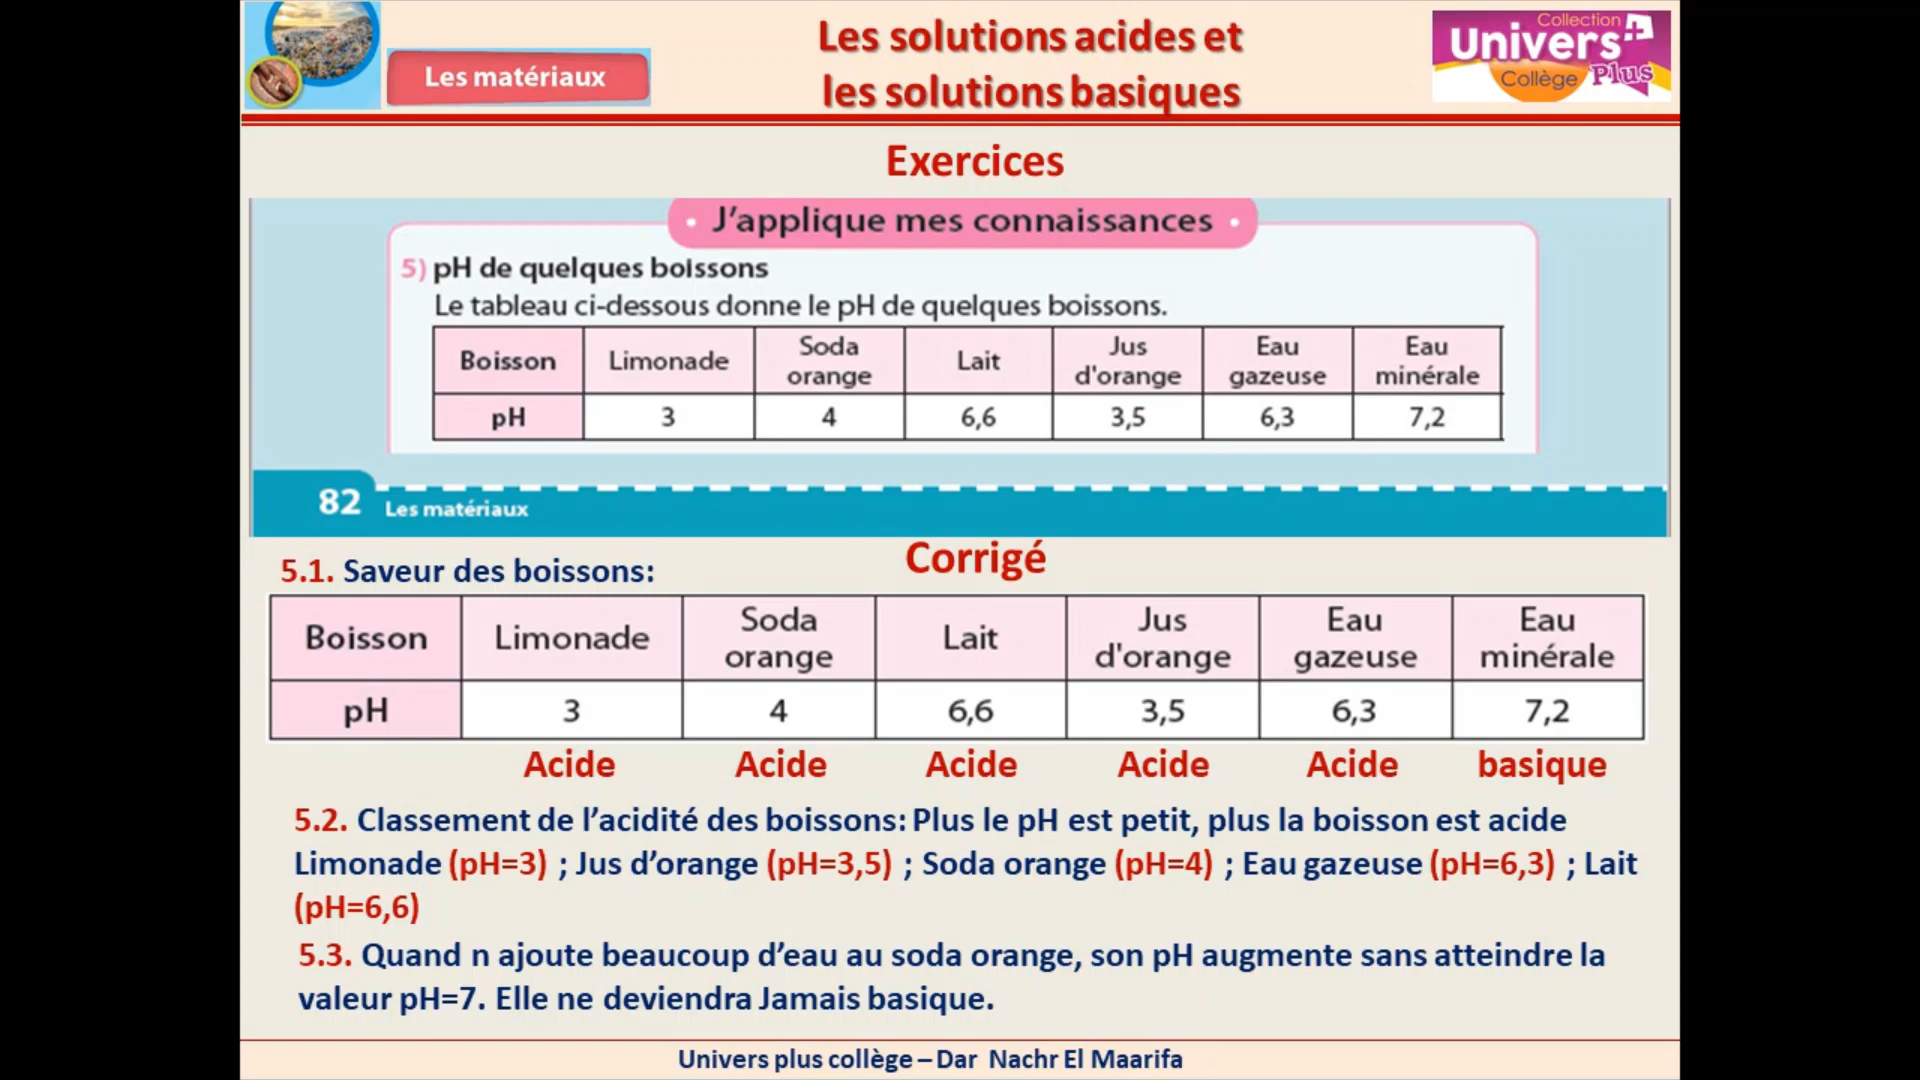 Les matériaux
Les solutions acides et
les solutions basiques
Collection
Univers+
Collège Plus
Exercices
• J'applique mes connaissances •
5) pH de quelques boissons
Le tableau ci-dessous donne le pH de quelques boissons.
Boisson Limonade Soda orange Lait Jus d'orange Eau gazeuse Eau minérale
pH 3 4 6,6 3,5 6,3 7,2
82 Les matériaux
Corrigé
5.1. Saveur des boissons:
Boisson Limonade Soda orange Lait Jus d'orange Eau gazeuse Eau minérale
pH 3 4 6,6 3,5 6,3 7,2
Acide Acide Acide Acide Acide basique
5.2. Classement de l'acidité des boissons: Plus le pH est petit, plus la boisson est acide
Limonade (pH=3) ; Jus d'orange (pH=3,5) ; Soda orange (pH=4) ; Eau gazeuse (pH=6,3) ; Lait
(pH=6,6)
5.3. Quand n ajoute beaucoup d'eau au soda orange, son pH augmente sans atteindre la
valeur pH=7. Elle ne deviendra Jamais basique.
Univers plus collège – Dar Nachr El Maarifa